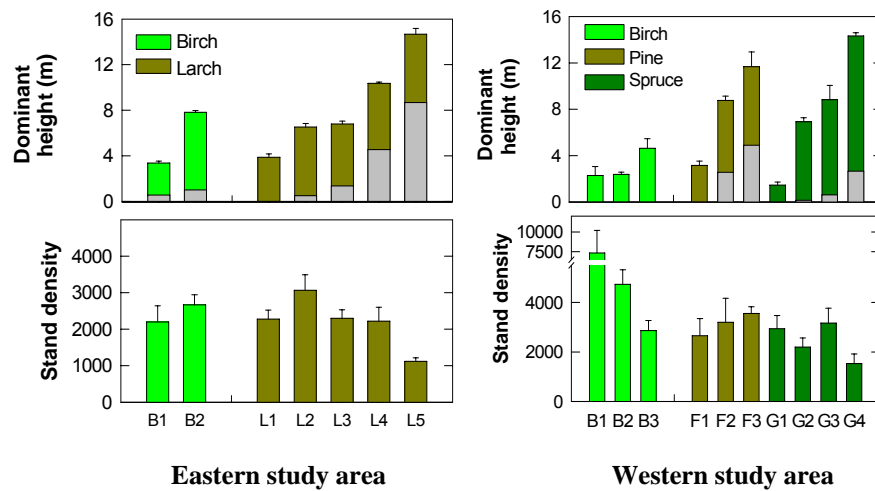 Dominant
height (m)
16
12
8
4
0
Birch
Larch
Stand density
4000
3000
2000
1000
0
B1 B2 L1 L2 L3 L4 L5
Eastern study area
Dominant
height (m)
16
12
8
4
0
Birch
Pine
Spruce
Stand density
10000
7500
4000
2000
0
B1 B2 B3 F1 F2 F3 G1 G2 G3 G4
Western study area